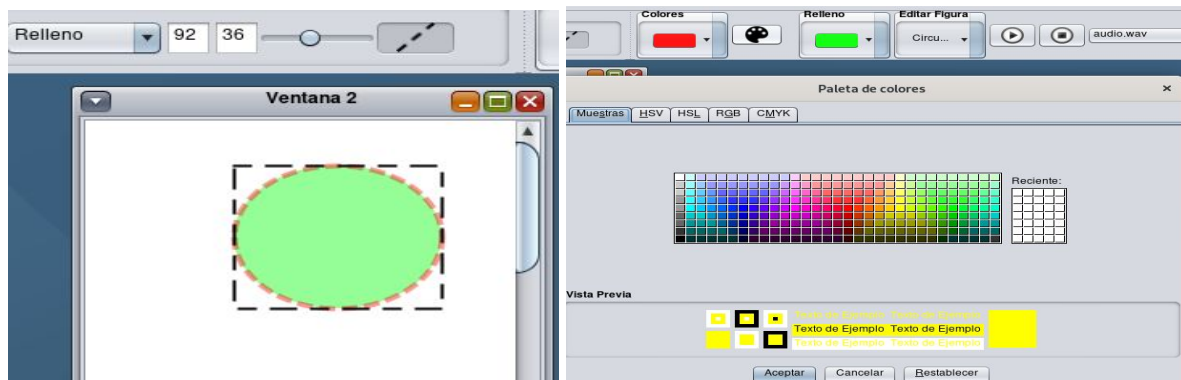 Relleno 92 36
Ventana 2
Colores Relleno Editar Figura
Circu... audio.wav
Paleta de colores
Muestras HSV HSL RGB CMYK
Reciente:
Vista Previa
Texto de Ejemplo Texto de Ejemplo
Texto de Ejemplo Texto de Ejemplo
Texto de Ejemplo Texto de Ejemplo
Aceptar Cancelar Restablecer